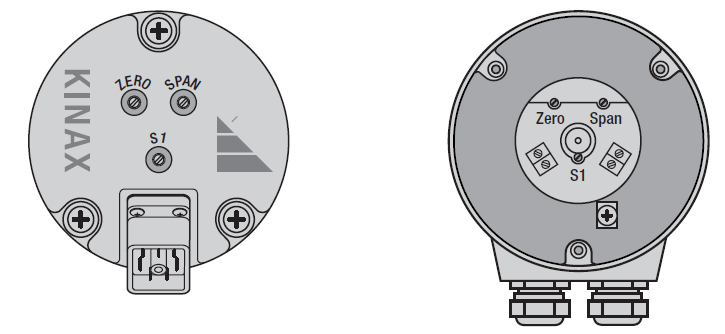 KINAX
ZERO SPAN
S1
Zero Span
S1